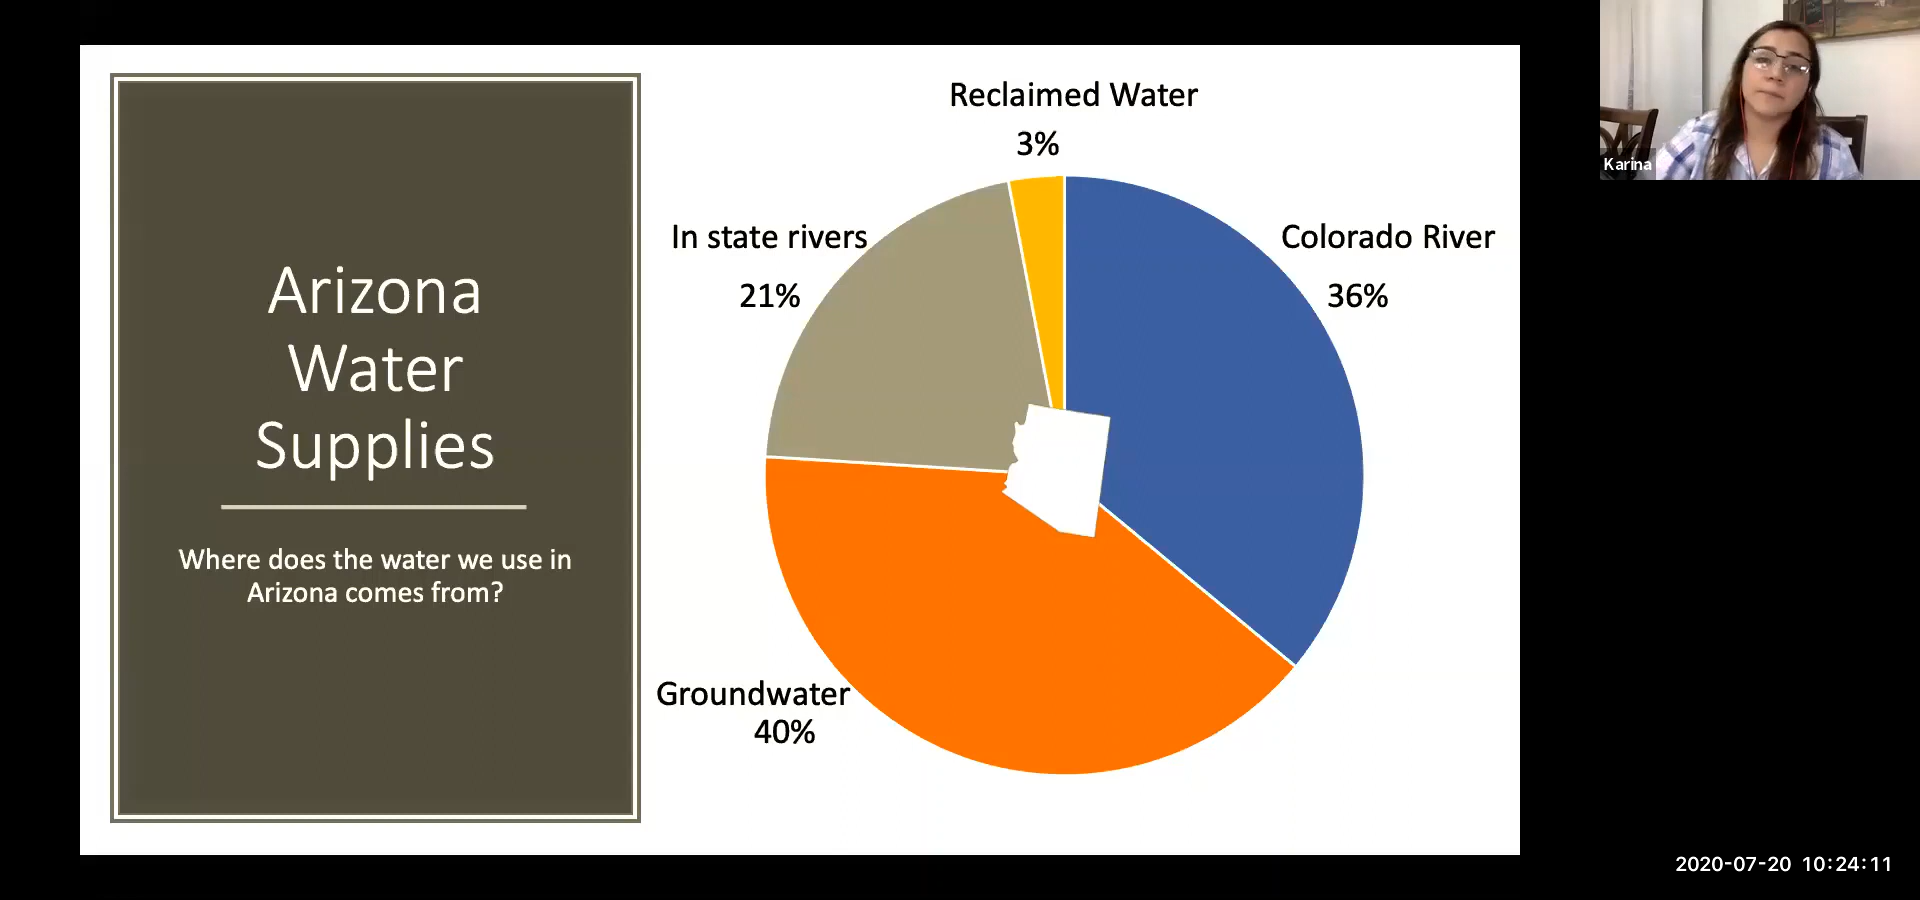 Arizona
Water
Supplies
Where does the water we use in
Arizona comes from?
Reclaimed Water
3%
In state rivers
21%
Colorado River
36%
Groundwater
40%
Karina
2020-07-20 10:24:11